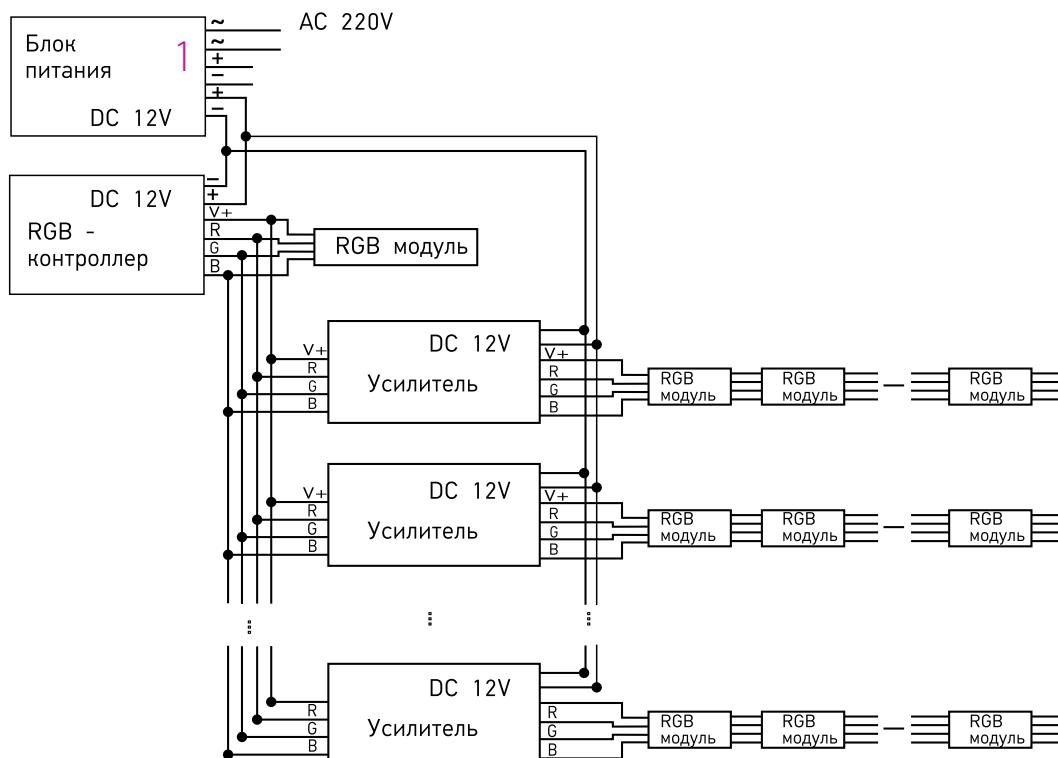 ~
AC 220V
~
Блок
питания
1
+
−
+
DC 12V
−
DC 12V
−
+
RGB -
контроллер
V+
R
G
B
RGB модуль
DC 12V
Усилитель
V+
R
G
B
V+
R
G
B
RGB
модуль
RGB
модуль
—
RGB
модуль
DC 12V
Усилитель
V+
R
G
B
V+
R
G
B
RGB
модуль
RGB
модуль
—
RGB
модуль
DC 12V
Усилитель
R
G
B
R
G
B
RGB
модуль
RGB
модуль
—
RGB
модуль